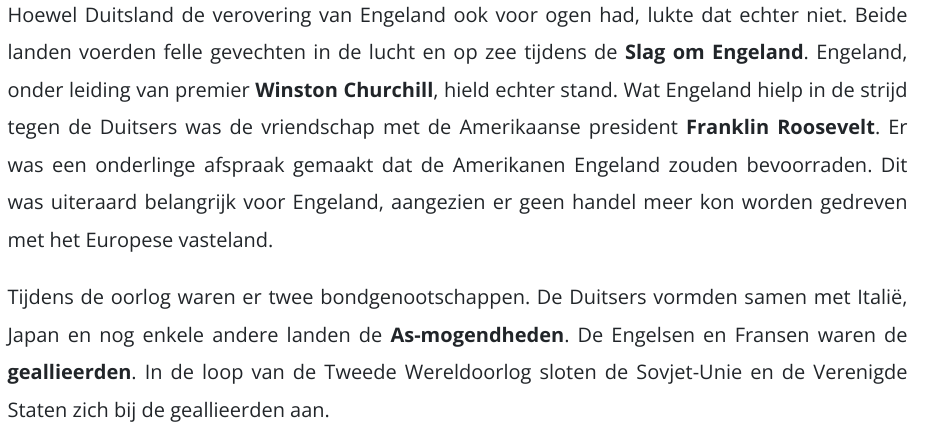 Hoewel Duitsland de verovering van Engeland ook voor ogen had, lukte dat echter niet. Beide
landen voerden felle gevechten in de lucht en op zee tijdens de Slag om Engeland. Engeland,
onder leiding van premier Winston Churchill, hield echter stand. Wat Engeland hielp in de strijd
tegen de Duitsers was de vriendschap met de Amerikaanse president Franklin Roosevelt. Er
was een onderlinge afspraak gemaakt dat de Amerikanen Engeland zouden bevoorraden. Dit
was uiteraard belangrijk voor Engeland, aangezien er geen handel meer kon worden gedreven
met het Europese vasteland.
Tijdens de oorlog waren er twee bondgenootschappen. De Duitsers vormden samen met Italië,
Japan en nog enkele andere landen de As-mogendheden. De Engelsen en Fransen waren de
geallieerden. In de loop van de Tweede Wereldoorlog sloten de Sovjet-Unie en de Verenigde
Staten zich bij de geallieerden aan.